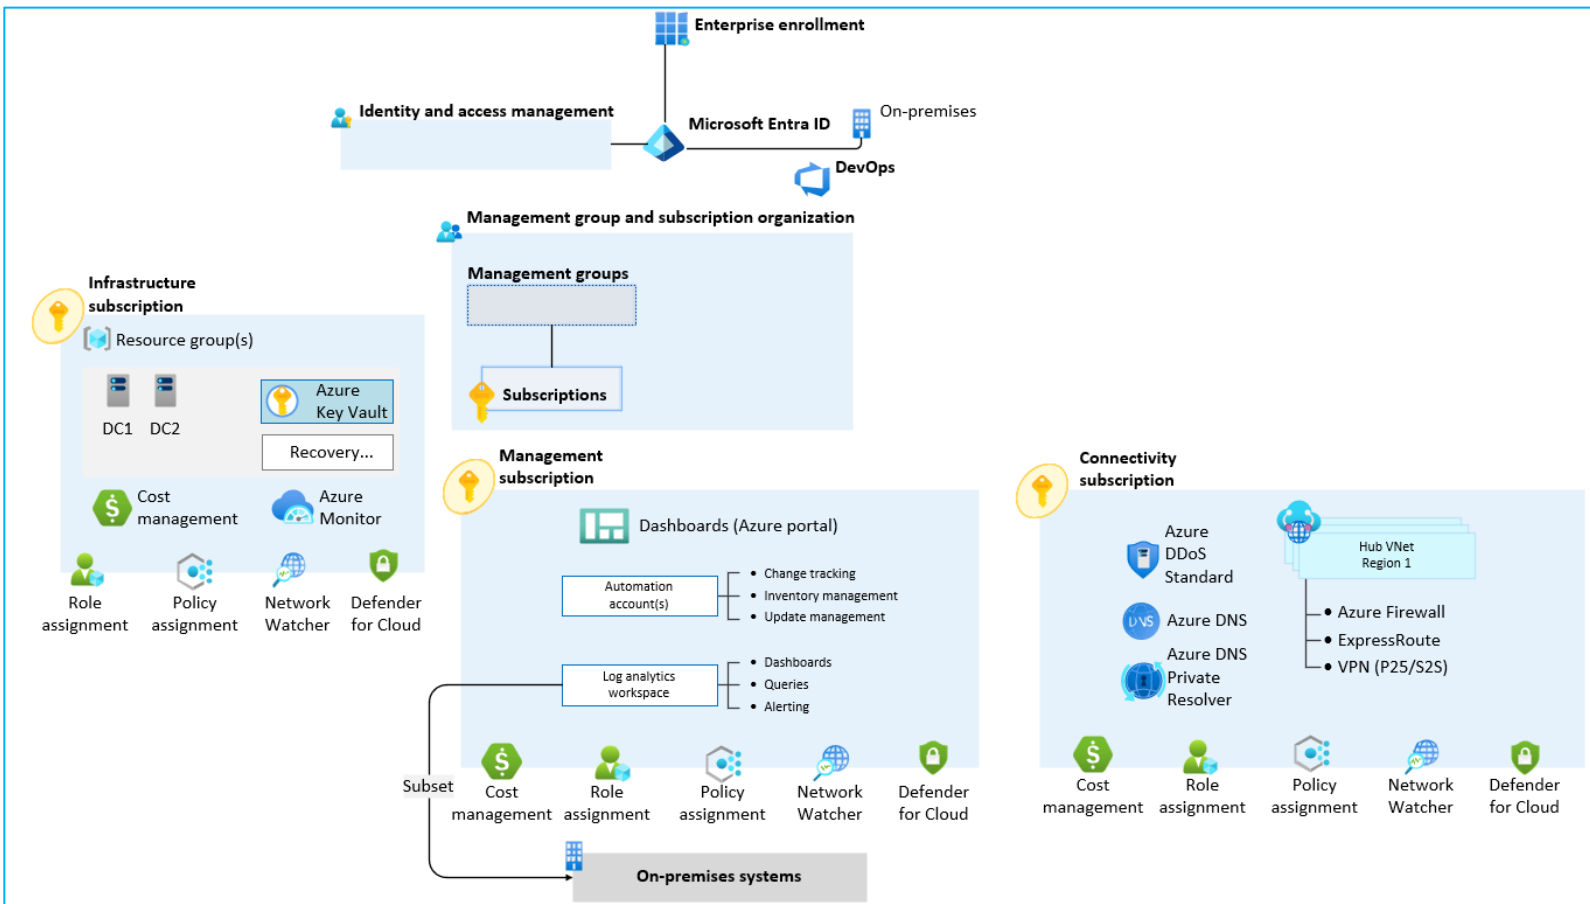 Enterprise enrollment
Identity and access management
Microsoft Entra ID
On-premises
DevOps
Management group and subscription organization
Management groups
Subscriptions
Infrastructure
subscription
Resource group(s)
DC1
DC2
Azure
Key Vault
Recovery...
Cost
management
Azure
Monitor
Role
assignment
Policy
assignment
Network
Watcher
Defender
for Cloud
Management
subscription
Dashboards (Azure portal)
Automation
account(s)
• Change tracking
• Inventory management
• Update management
Log analytics
workspace
• Dashboards
• Queries
• Alerting
Subset
Cost
management
Role
assignment
Policy
assignment
Network
Watcher
Defender
for Cloud
On-premises systems
Connectivity
subscription
Azure
DDoS
Standard
DNS
Azure DNS
Azure DNS
Private
Resolver
Hub VNet
Region 1
• Azure Firewall
• ExpressRoute
• VPN (P25/S2S)
Cost
management
Role
assignment
Policy
assignment
Network
Watcher
Defender
for Cloud